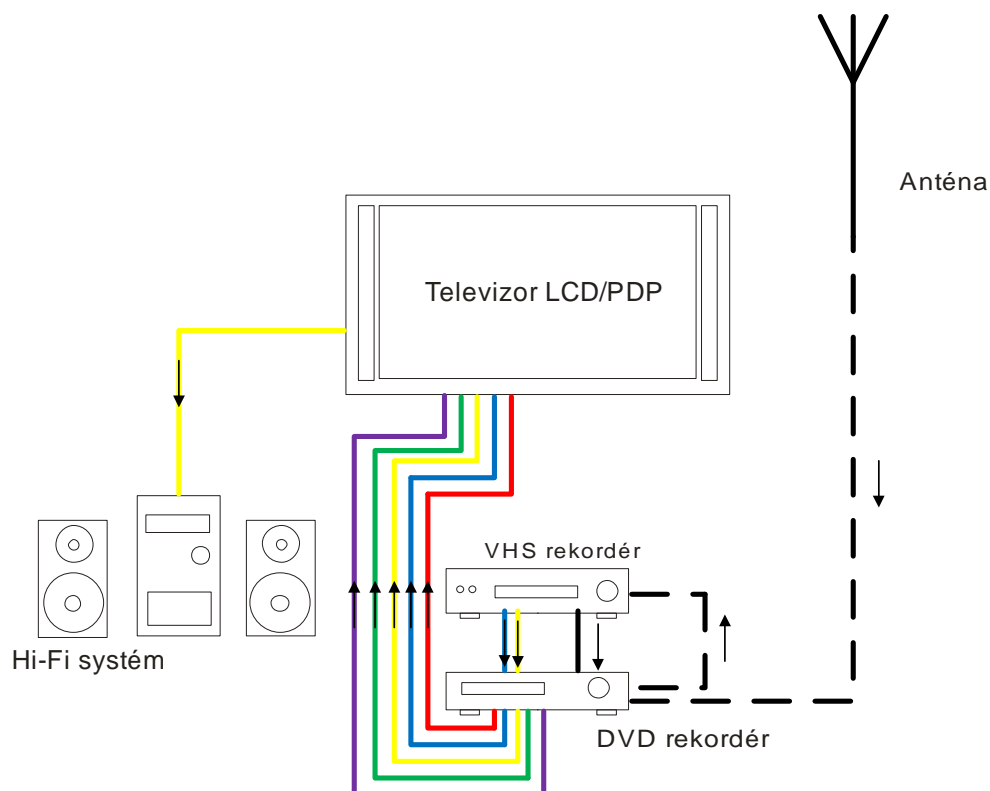 Anténa
Televizor LCD/PDP
VHS rekordér
Hi-Fi systém
DVD rekordér